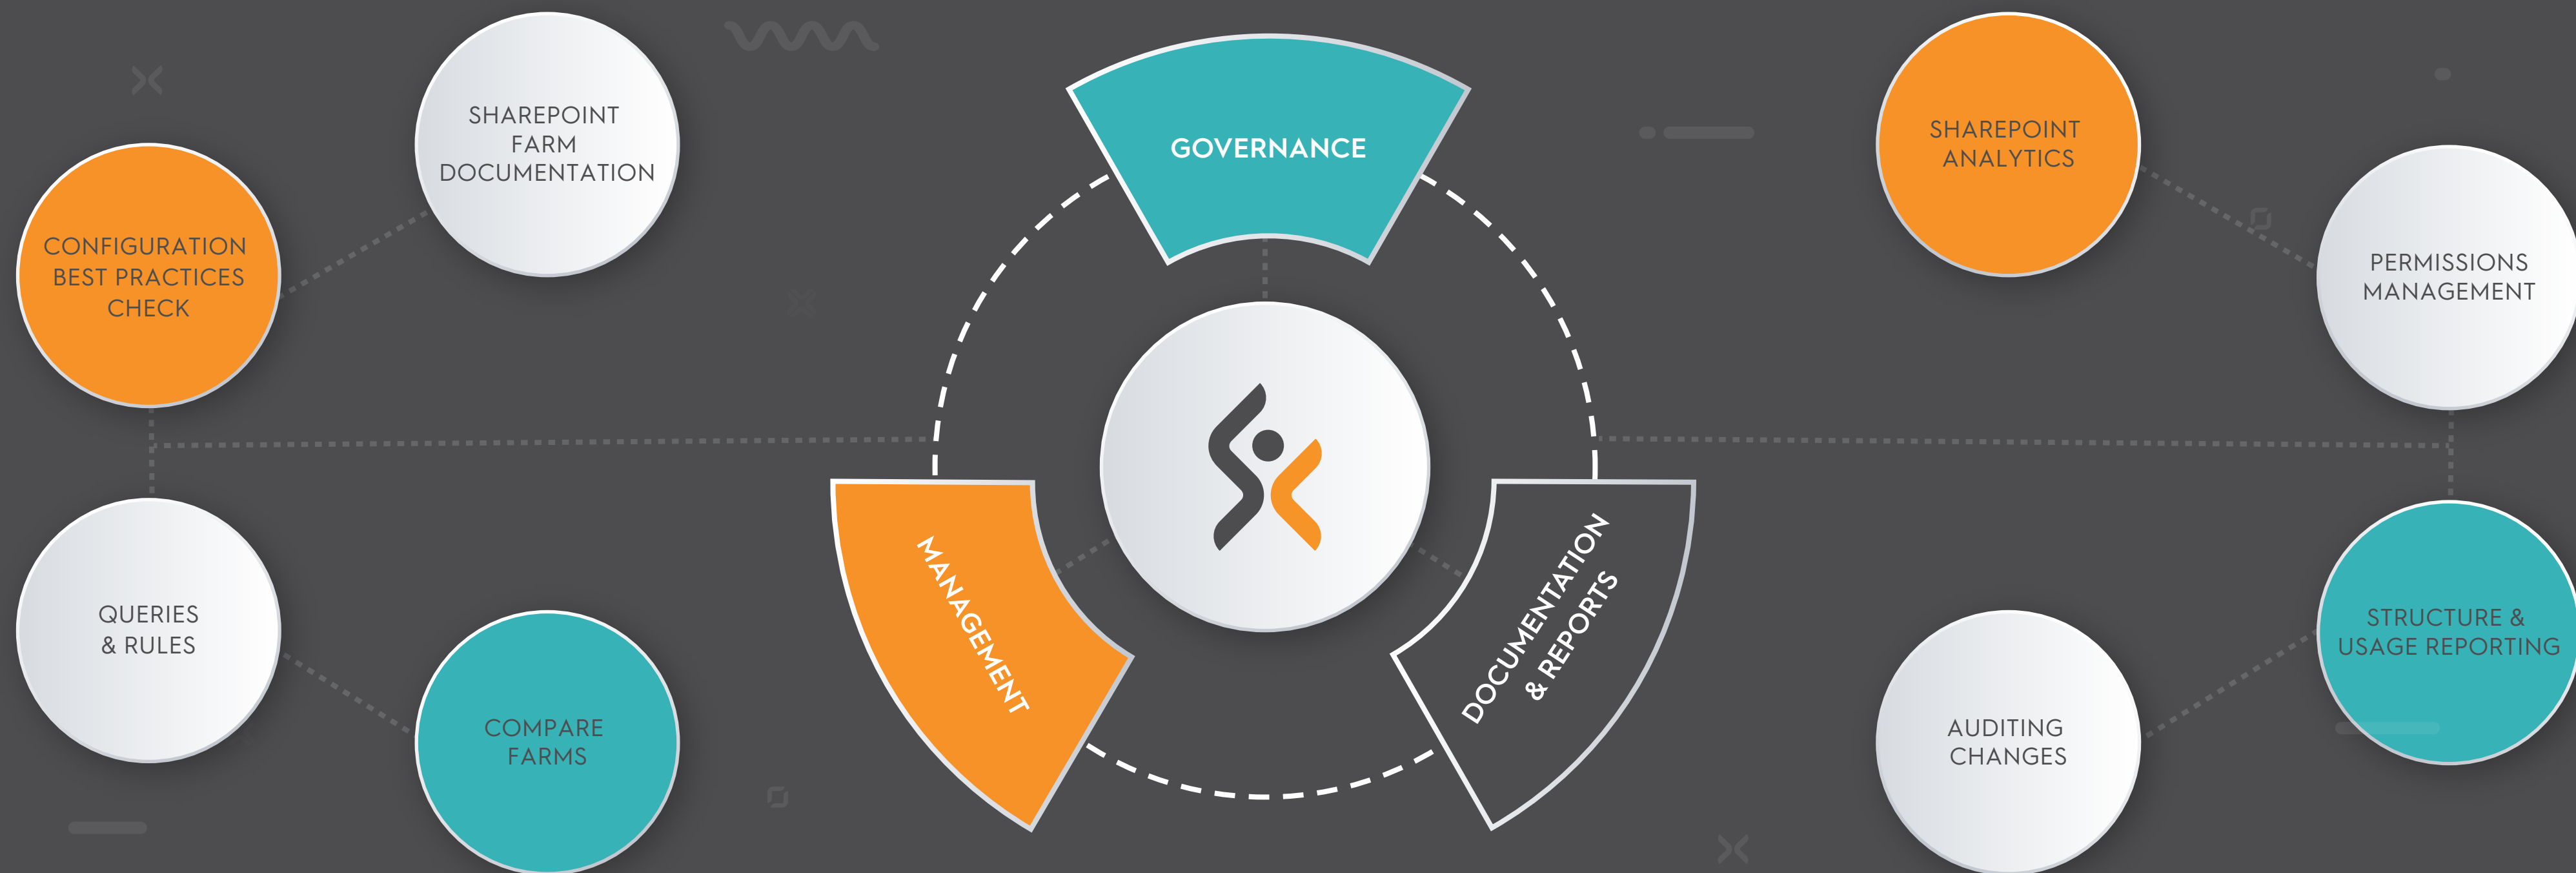 SHAREPOINT
FARM
DOCUMENTATION
CONFIGURATION
BEST PRACTICES
CHECK
QUERIES
& RULES
COMPARE
FARMS
GOVERNANCE
MANAGEMENT
DOCUMENTATION
& REPORTS
SHAREPOINT
ANALYTICS
PERMISSIONS
MANAGEMENT
STRUCTURE &
USAGE REPORTING
AUDITING
CHANGES